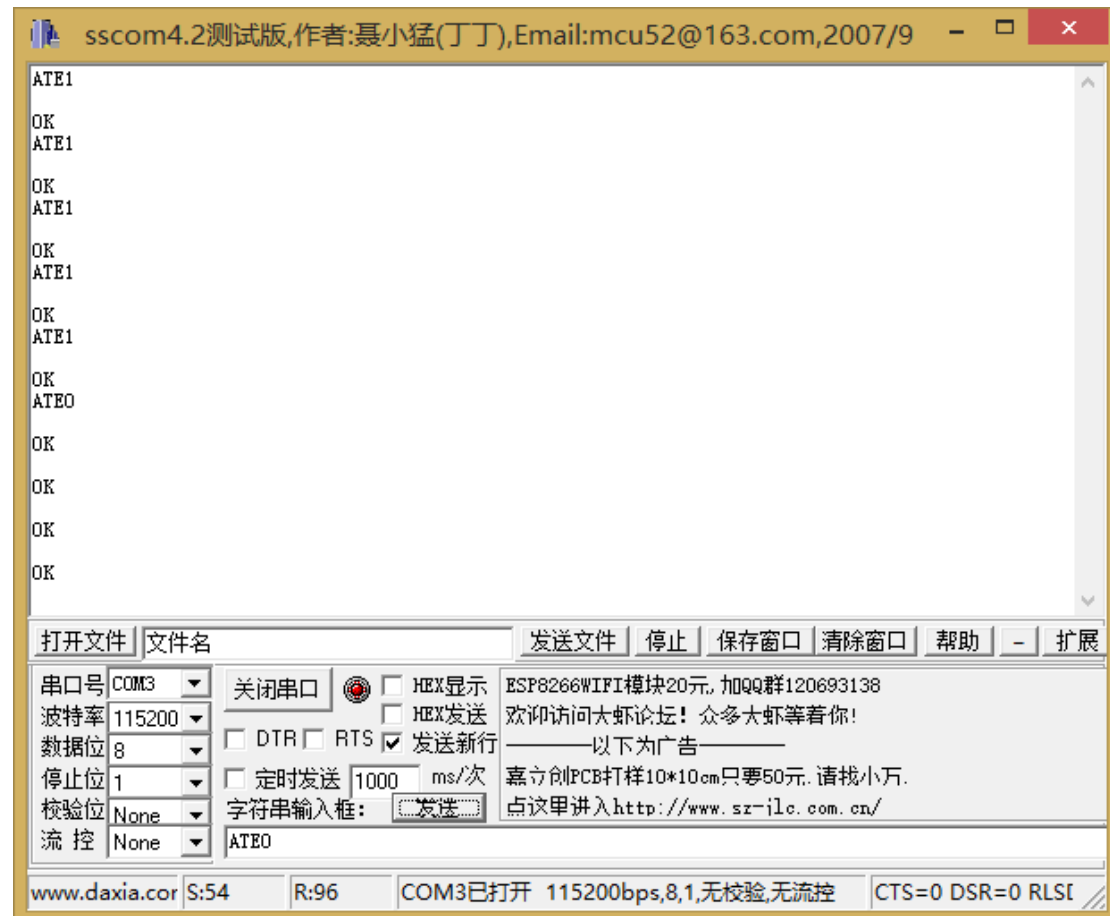 sscom4.2测试版,作者:聂小猛(丁丁),Email:mcu52@163.com,2007/9
ATE1
OK
ATE1
OK
ATE1
OK
ATE1
OK
ATE1
OK
ATE0
OK
OK
OK
OK
打开文件 文件名 发送文件 停止 保存窗口 清除窗口 帮助 - 扩展
串口号 COM3 关闭串口 HEX显示 ESP8266WIFI模块20元,加QQ群120693138
波特率 115200 HEX发送 欢迎访问大虾论坛！众多大虾等着你!
数据位 8 DTR RTS 发送新行 ————以下为广告————
停止位 1 定时发送 1000 ms/次 嘉立创PCB打样10*10cm只要50元.请找小万.
校验位 None 字符串输入框: 发送 点这里进入http://www.sz-jlc.com.cn/
流 控 None ATE0
www.daxia.cor S:54 R:96 COM3已打开 115200bps,8,1,无校验,无流控 CTS=0 DSR=0 RLSI